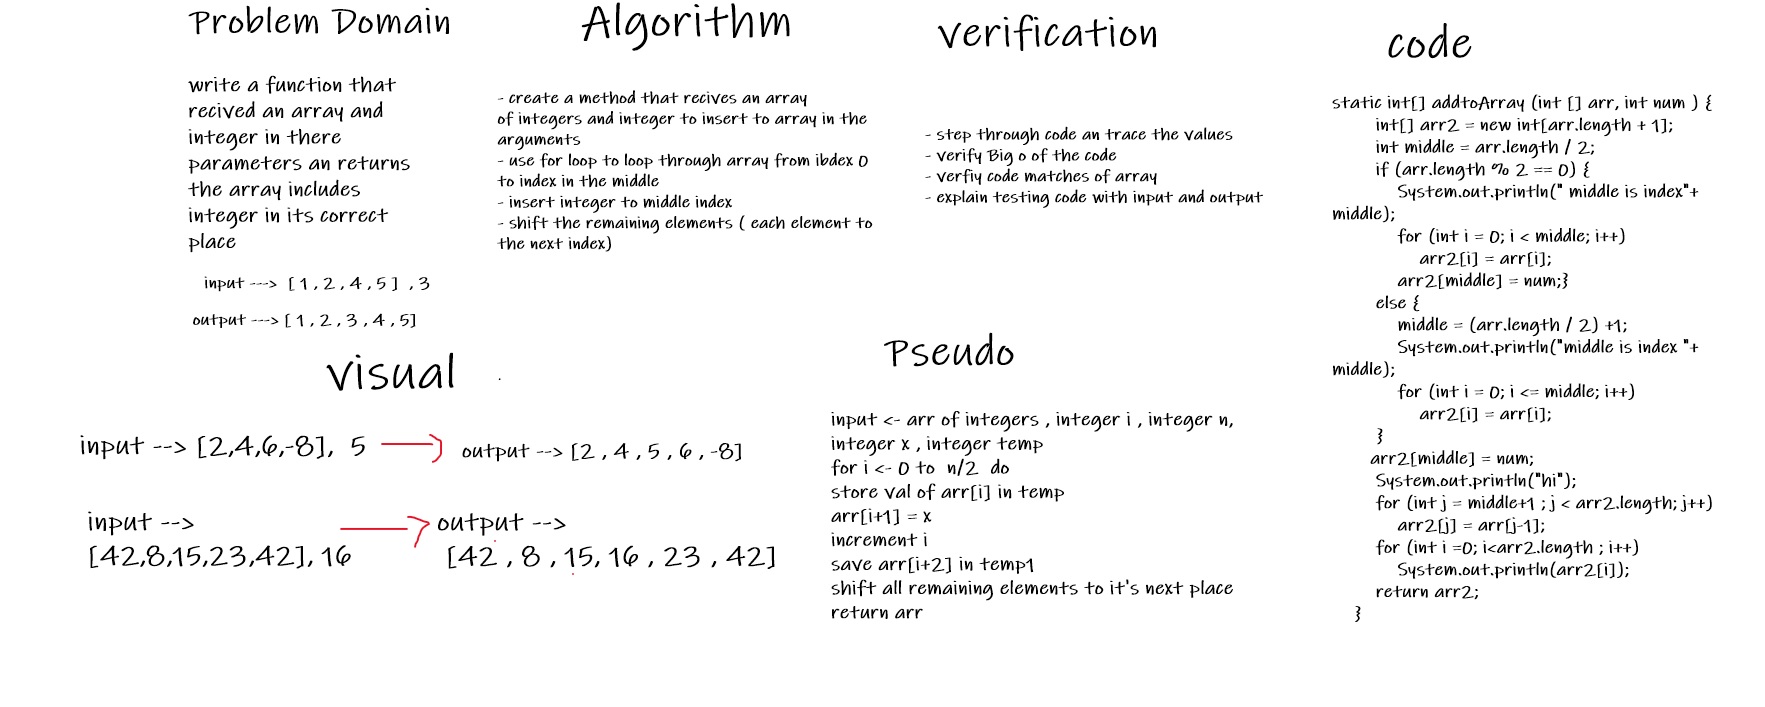 Problem Domain
write a function that
recived an array and
integer in there
parameters an returns
the array includes
integer in its correct
place
input ---> [ 1 , 2 , 4 , 5 ] , 3
output ---> [ 1 , 2 , 3 , 4 , 5]
Algorithm
- create a method that recives an array
of integers and integer to insert to array in the
arguments
- use for loop to loop through array from ibdex 0
to index in the middle
- insert integer to middle index
- shift the remaining elements ( each element to
the next index)
verification
- step through code an trace the values
- verify Big o of the code
- verfiy code matches of array
- explain testing code with input and output
code
static int[] addtoArray (int [] arr, int num ) {
int[] arr2 = new int[arr.length + 1];
int middle = arr.length / 2;
if (arr.length % 2 == 0) {
System.out.println(" middle is index"+
middle);
for (int i = 0; i < middle; i++)
arr2[i] = arr[i];
arr2[middle] = num;}
else {
middle = (arr.length / 2) +1;
System.out.println("middle is index "+
middle);
for (int i = 0; i <= middle; i++)
arr2[i] = arr[i];
}
arr2[middle] = num;
System.out.println("hi");
for (int j = middle+1 ; j < arr2.length; j++)
arr2[j] = arr[j-1];
for (int i =0; i<arr2.length ; i++)
System.out.println(arr2[i]);
return arr2;
}
visual
input --> [2,4,6,-8], 5
output --> [2 , 4 , 5 , 6 , -8]
input -->
[42,8,15,23,42], 16
output -->
[42 , 8 , 15, 16 , 23 , 42]
Pseudo
input <- arr of integers , integer i , integer n,
integer x , integer temp
for i <- 0 to n/2 do
store val of arr[i] in temp
arr[i+1] = x
increment i
save arr[i+2] in temp1
shift all remaining elements to it's next place
return arr